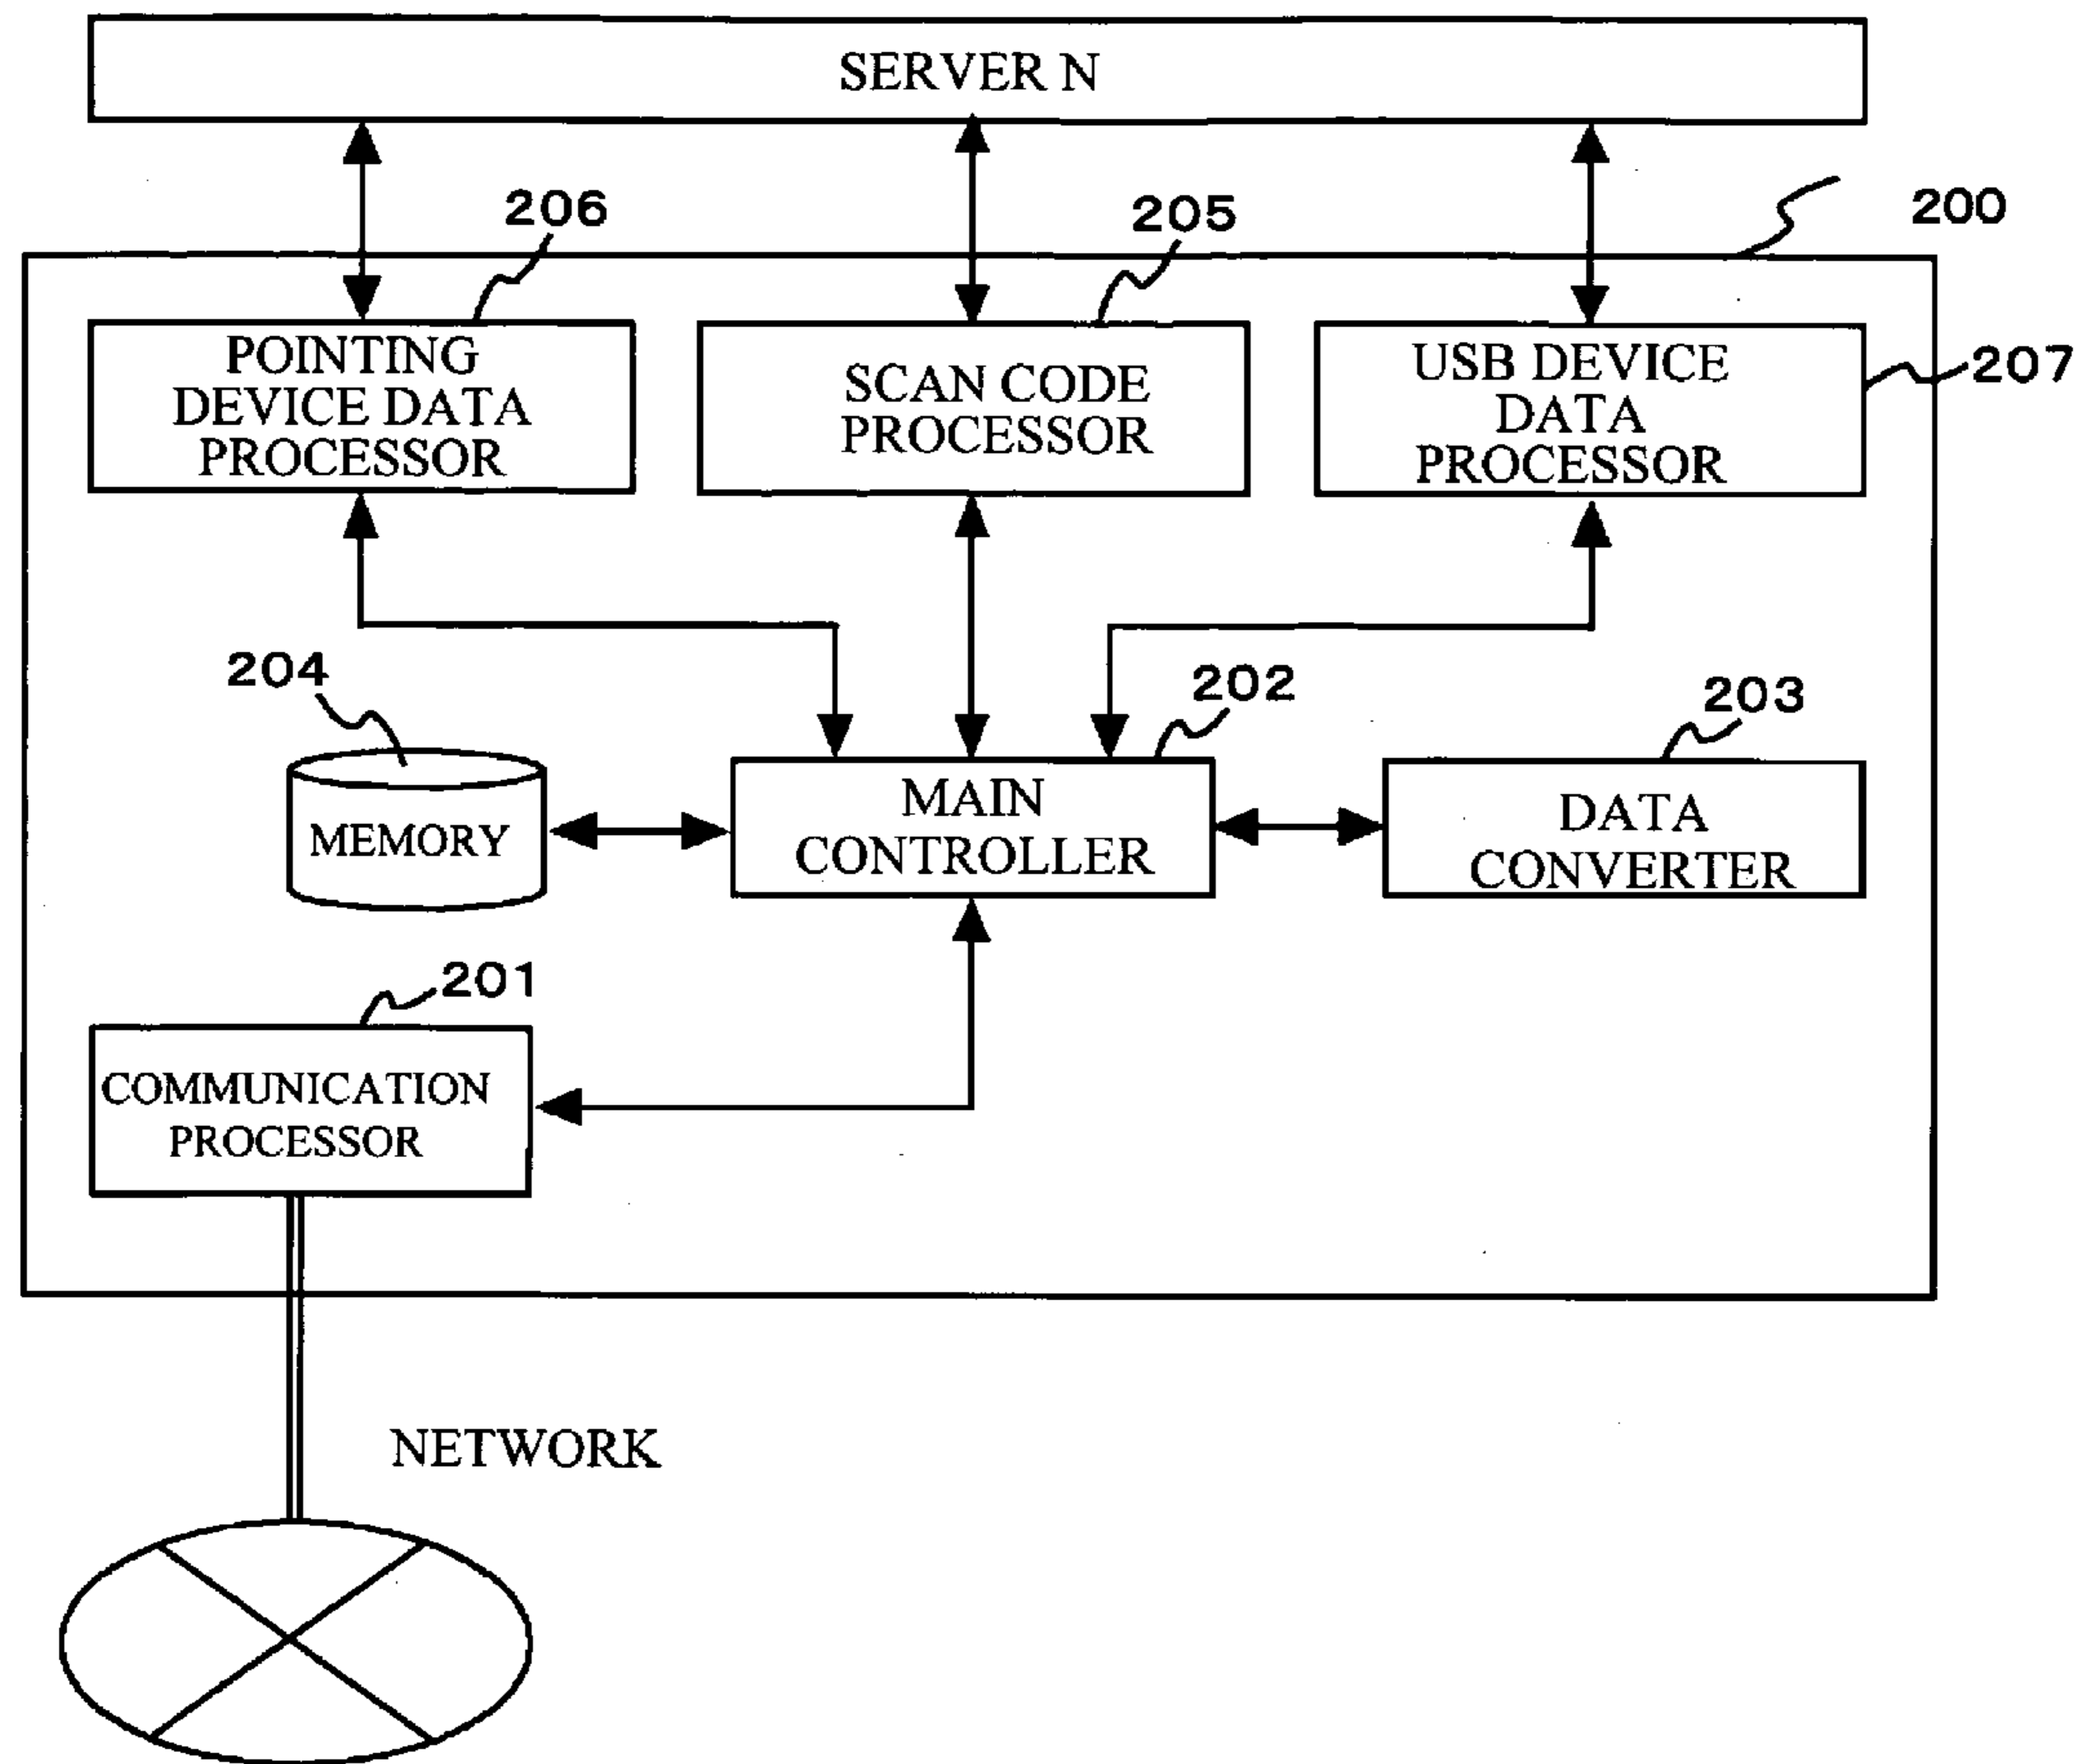 SERVER N
206
205
200
POINTING
DEVICE DATA
PROCESSOR
SCAN CODE
PROCESSOR
USB DEVICE
DATA
PROCESSOR
207
204
202
203
MEMORY
MAIN
CONTROLLER
DATA
CONVERTER
201
COMMUNICATION
PROCESSOR
NETWORK